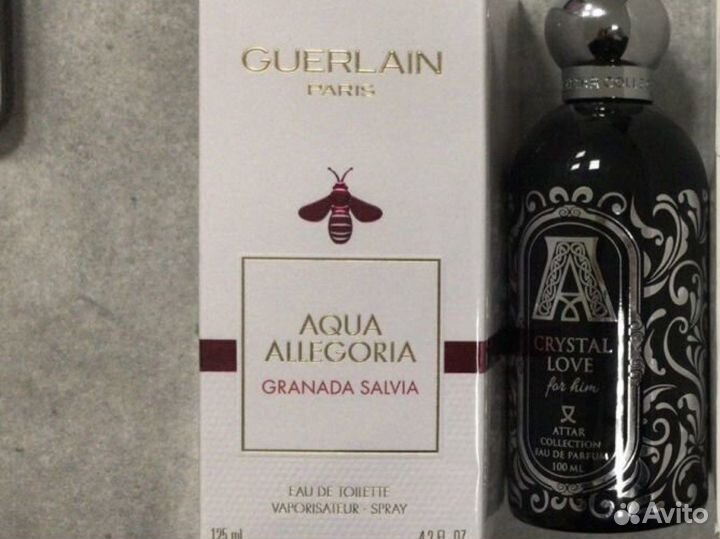 GUERLAIN
PARIS
AQUA
ALLEGORIA
GRANADA SALVIA
EAU DE TOILETTE
VAPORISATEUR - SPRAY
125 ml 4.2 FL.OZ
A
CRYSTAL
LOVE
for him
ATTAR
COLLECTION
EAU DE PARFUM
100 ML
Avito